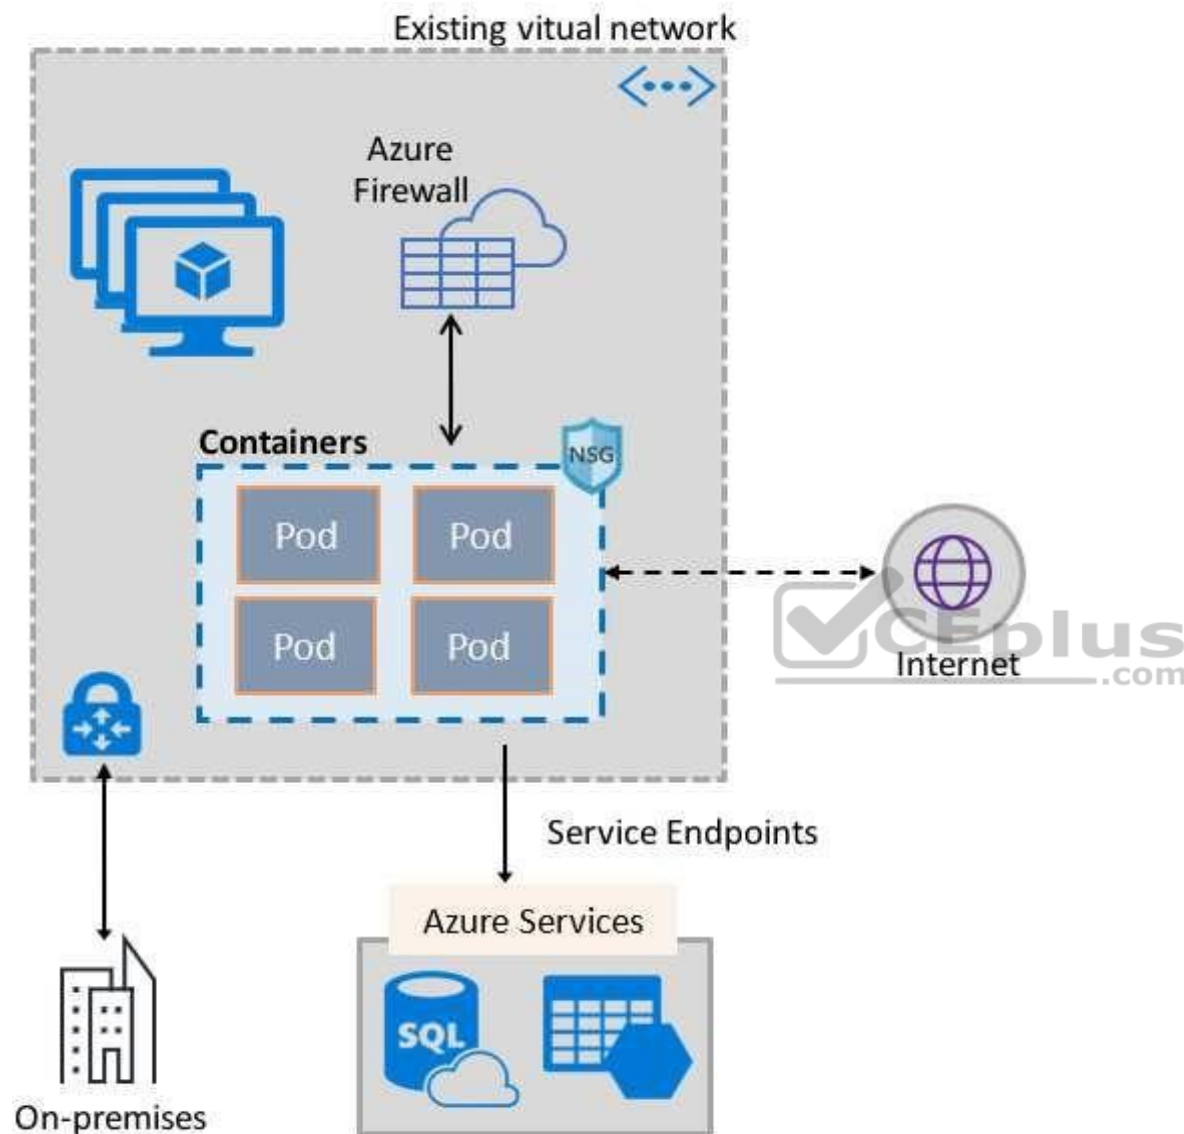 Existing vitual network
Azure
Firewall
Containers
NSG
Pod
Pod
Pod
Pod
CEplus
.com
Internet
Service Endpoints
Azure Services
SQL
On-premises